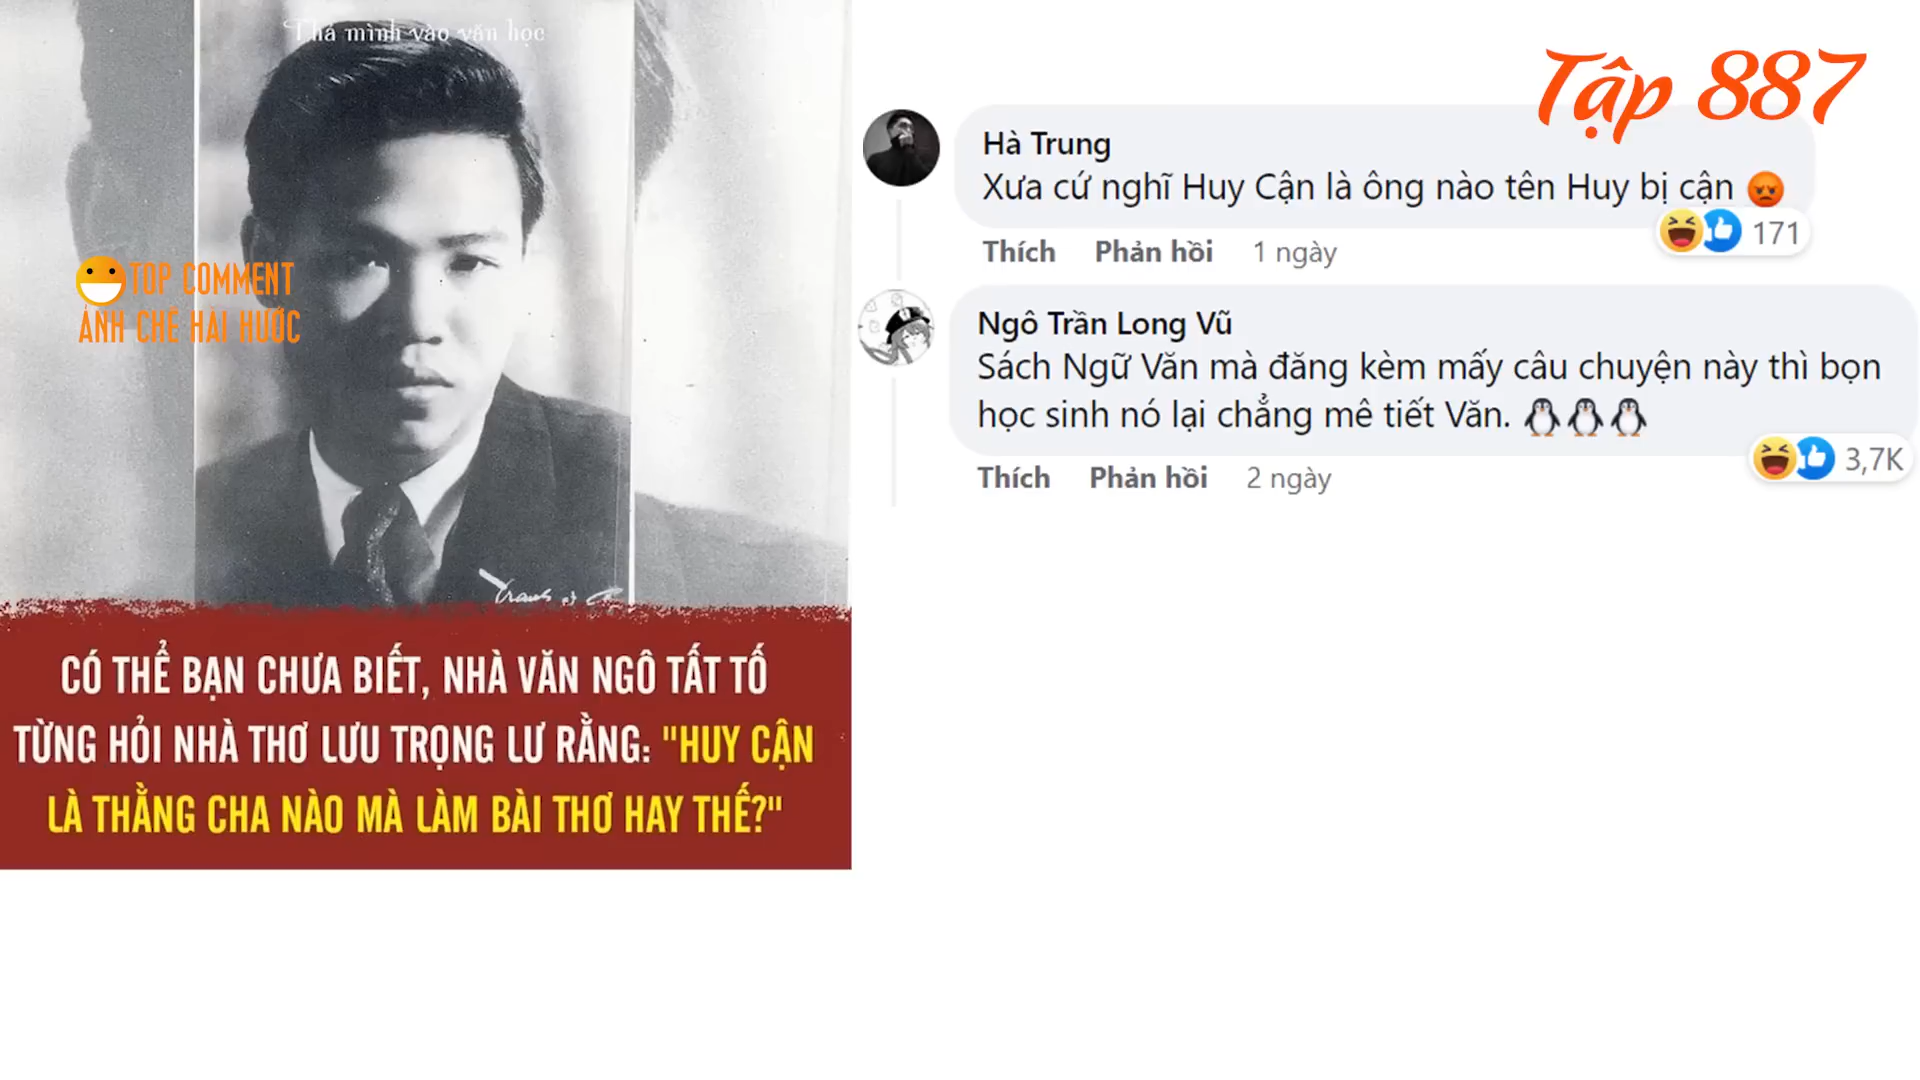 Thả mình vào văn học
TOP COMMENT
ẢNH CHẾ HÀI HƯỚC
CÓ THỂ BẠN CHƯA BIẾT, NHÀ VĂN NGÔ TẤT TỐ
TỪNG HỎI NHÀ THƠ LƯU TRỌNG LƯ RẰNG: "HUY CẬN
LÀ THẰNG CHA NÀO MÀ LÀM BÀI THƠ HAY THẾ?"
Tập 887
Hà Trung
Xưa cứ nghĩ Huy Cận là ông nào tên Huy bị cận 😡
171
Thích Phản hồi 1 ngày
Ngô Trần Long Vũ
Sách Ngữ Văn mà đăng kèm mấy câu chuyện này thì bọn
học sinh nó lại chẳng mê tiết Văn. 🐧🐧🐧
3,7K
Thích Phản hồi 2 ngày